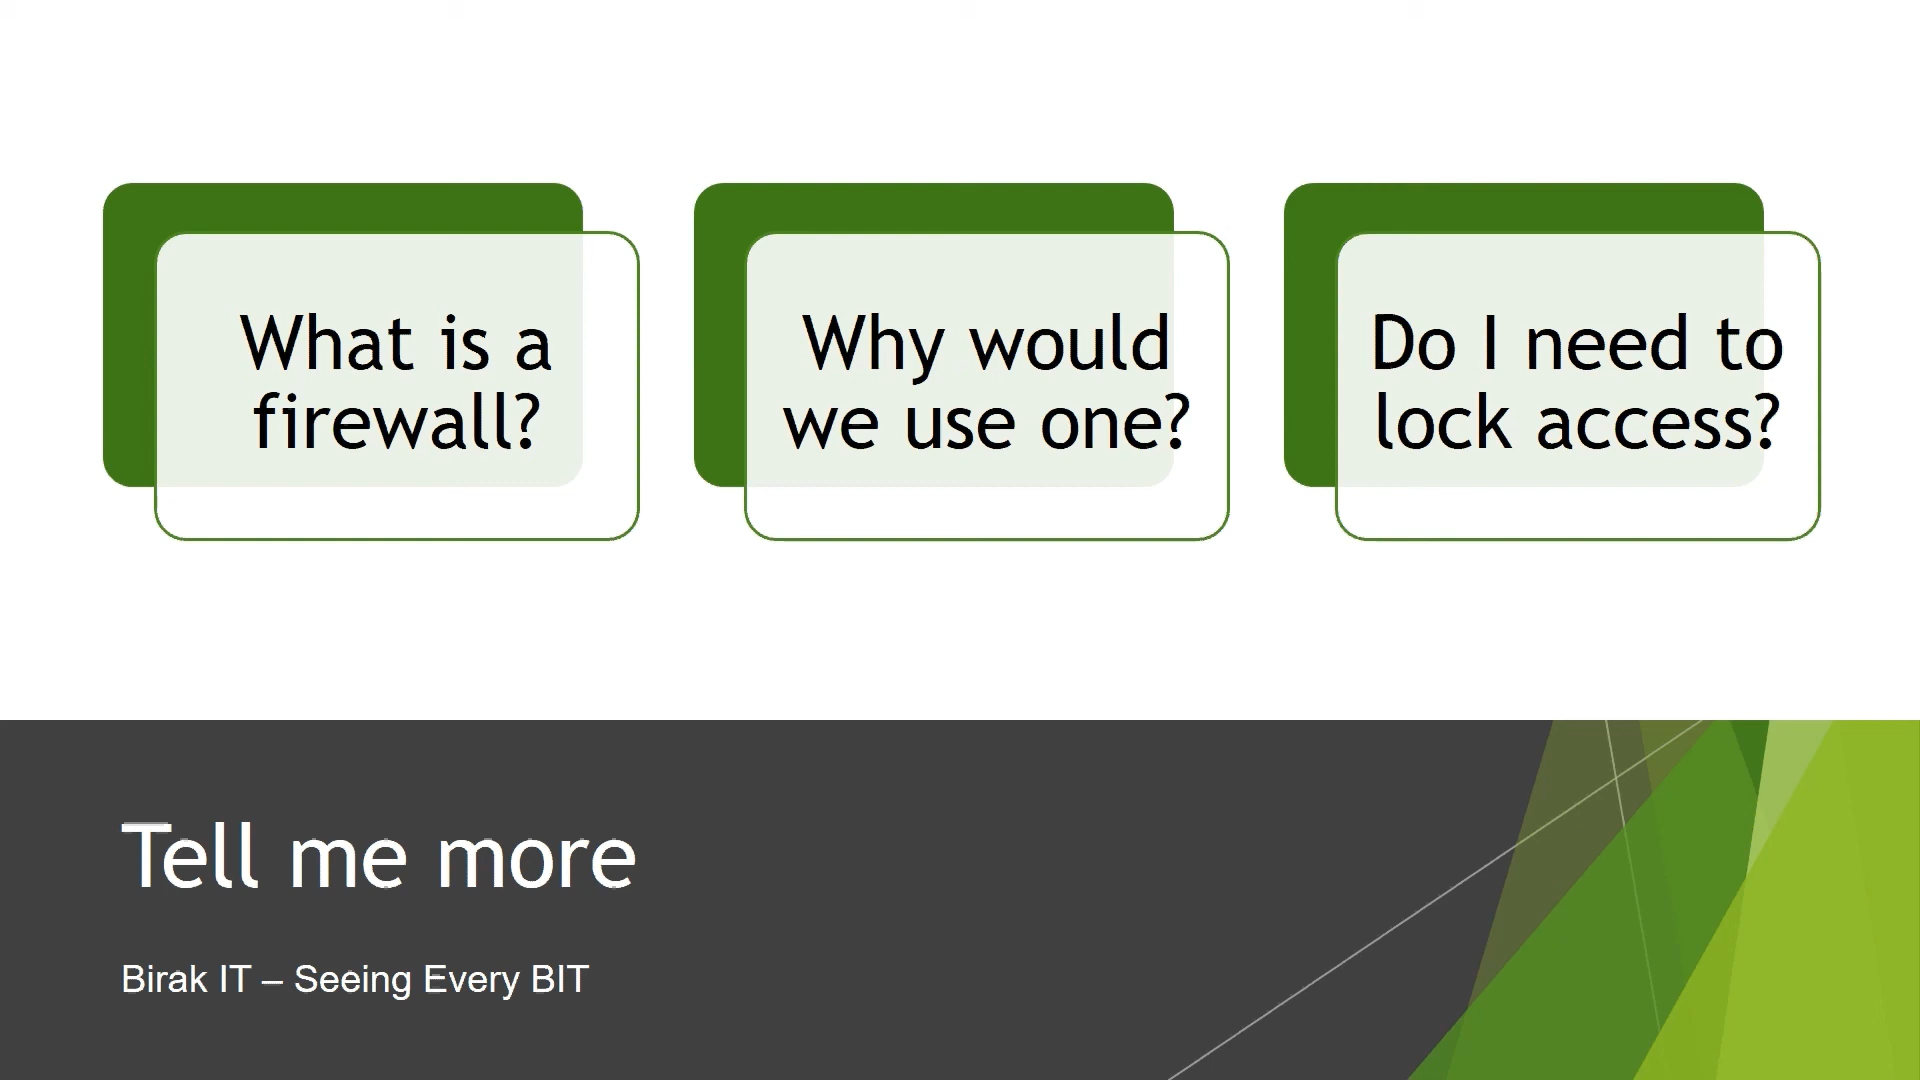 What is a
firewall?
Why would
we use one?
Do I need to
lock access?
Tell me more
Birak IT – Seeing Every BIT